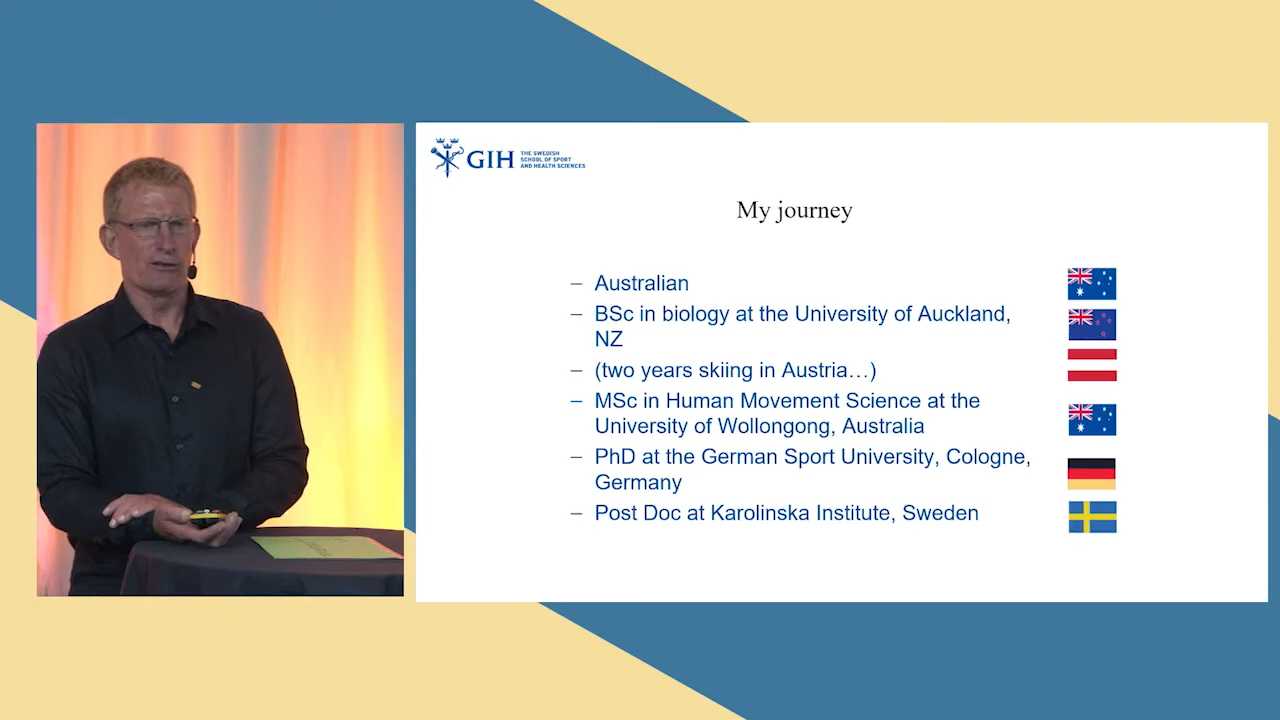 GIH
THE SWEDISH
SCHOOL OF SPORT
AND HEALTH SCIENCES
My journey
– Australian
– BSc in biology at the University of Auckland,
NZ
– (two years skiing in Austria…)
– MSc in Human Movement Science at the
University of Wollongong, Australia
– PhD at the German Sport University, Cologne,
Germany
– Post Doc at Karolinska Institute, Sweden